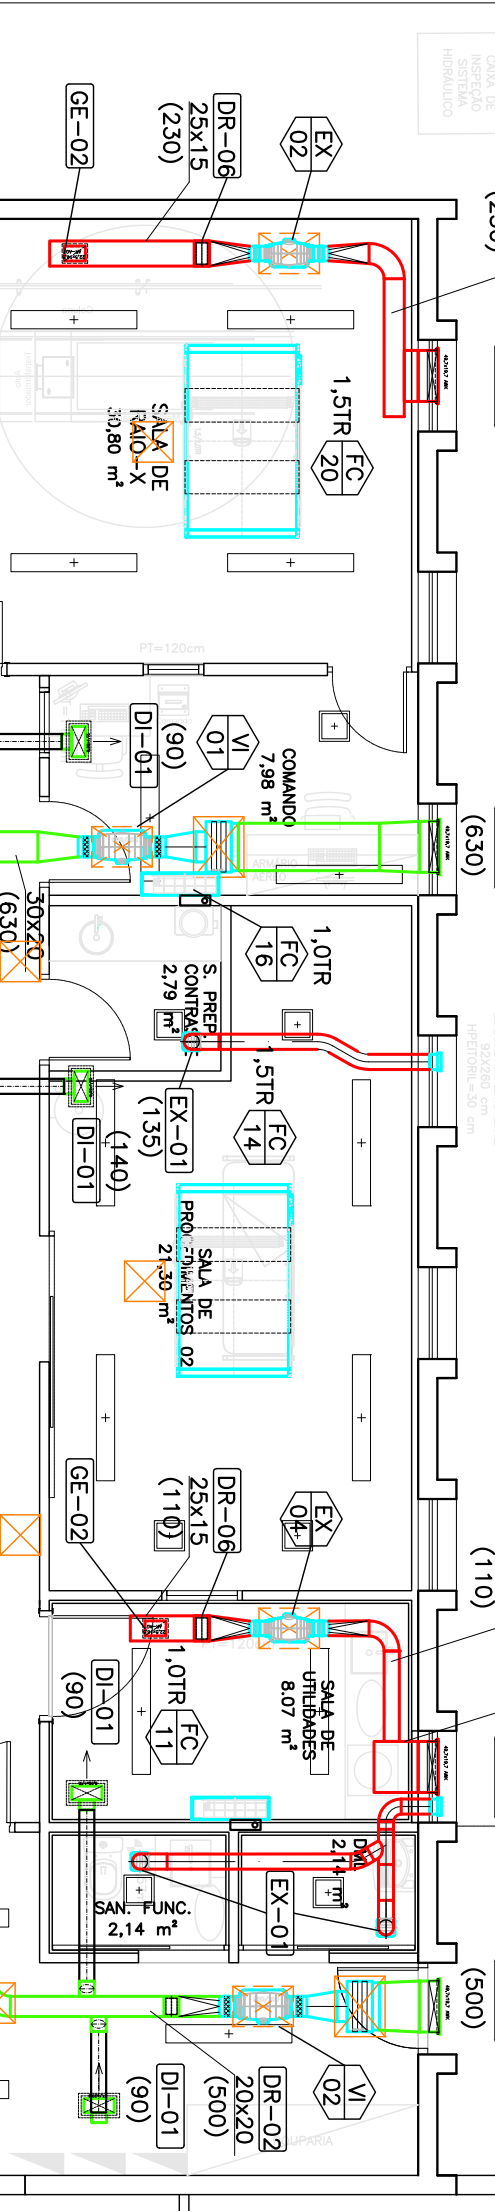 CAIXA DE
INSPEÇÃO
SISTEMA
HIDRÁULICO
EX
02
DR-06
25x15
(230)
GE-02
1,5TR
FC
20
SALA DE
RAIO-X
30,80 m²
PT=120cm
VI
01
(90)
DI-01
COMANDO
7,98 m²
(630)
ARMÁRIO
AÉREO
30x20
(630)
1,0TR
FC
16
S. PREP.
CONTRASTE
2,79 m²
92X260 cm
HPEITORIL=30 cm
1,5TR
FC
14
EX-01
(135)
(140)
DI-01
SALA DE
PROCEDIMENTOS 02
21,30 m²
EX
04
DR-06
25x15
(110)
GE-02
(110)
SALA DE
UTILIDADES
8.07 m²
1,0TR
FC
11
DI-01
(90)
DML
2,14 m²
EX-01
SAN. FUNC.
2,14 m²
(500)
VI
02
DR-02
20x20
(500)
DI-01
(90)